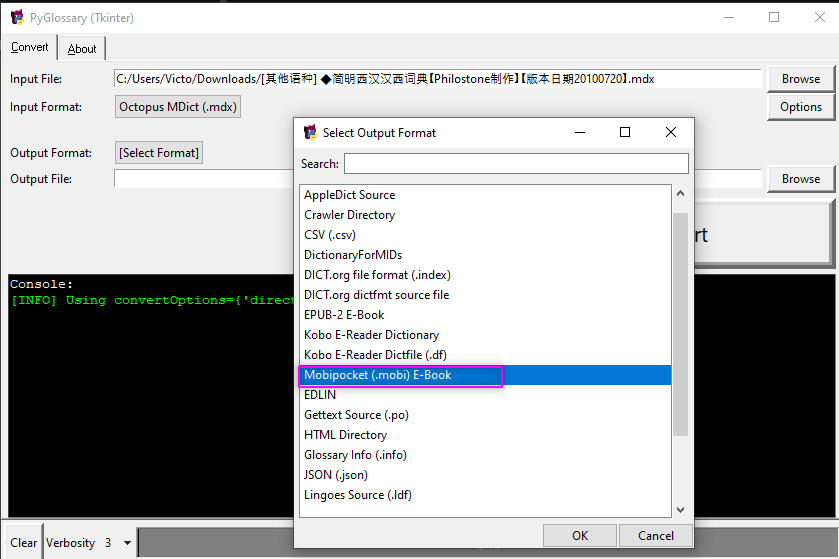 PyGlossary (Tkinter)
Convert
About
Input File:
C:/Users/Victo/Downloads/[其他语种] ◆简明西汉汉西词典【Philostone制作】【版本日期20100720】.mdx
Browse
Input Format:
Octopus MDict (.mdx)
Options
Output Format:
[Select Format]
Output File:
Browse
rt
Select Output Format
Search:
AppleDict Source
Crawler Directory
CSV (.csv)
DictionaryForMIDs
DICT.org file format (.index)
DICT.org dictfmt source file
EPUB-2 E-Book
Kobo E-Reader Dictionary
Kobo E-Reader Dictfile (.df)
Mobipocket (.mobi) E-Book
EDLIN
Gettext Source (.po)
HTML Directory
Glossary Info (.info)
JSON (.json)
Lingoes Source (.ldf)
OK
Cancel
Console:
[INFO] Using convertOptions={'direct
Clear
Verbosity
3